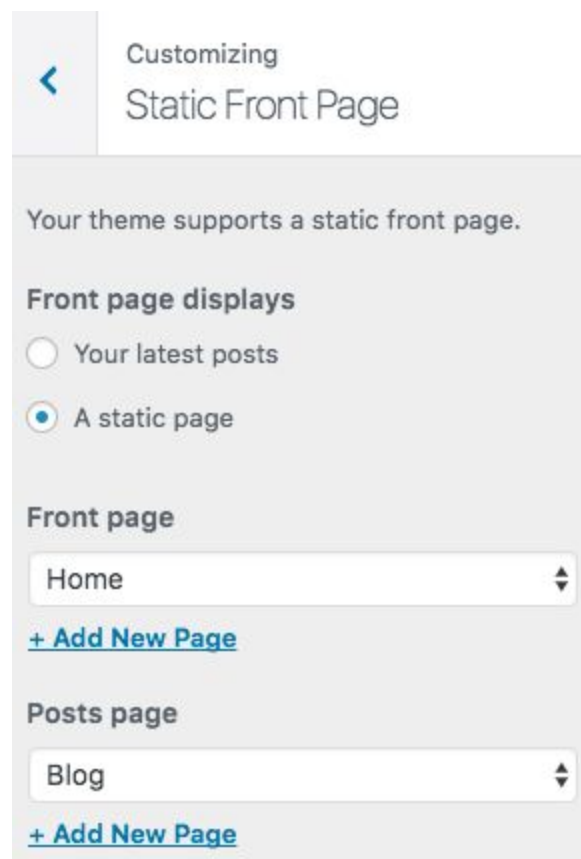 Customizing
Static Front Page
Your theme supports a static front page.
Front page displays
Your latest posts
A static page
Front page
Home
+ Add New Page
Posts page
Blog
+ Add New Page